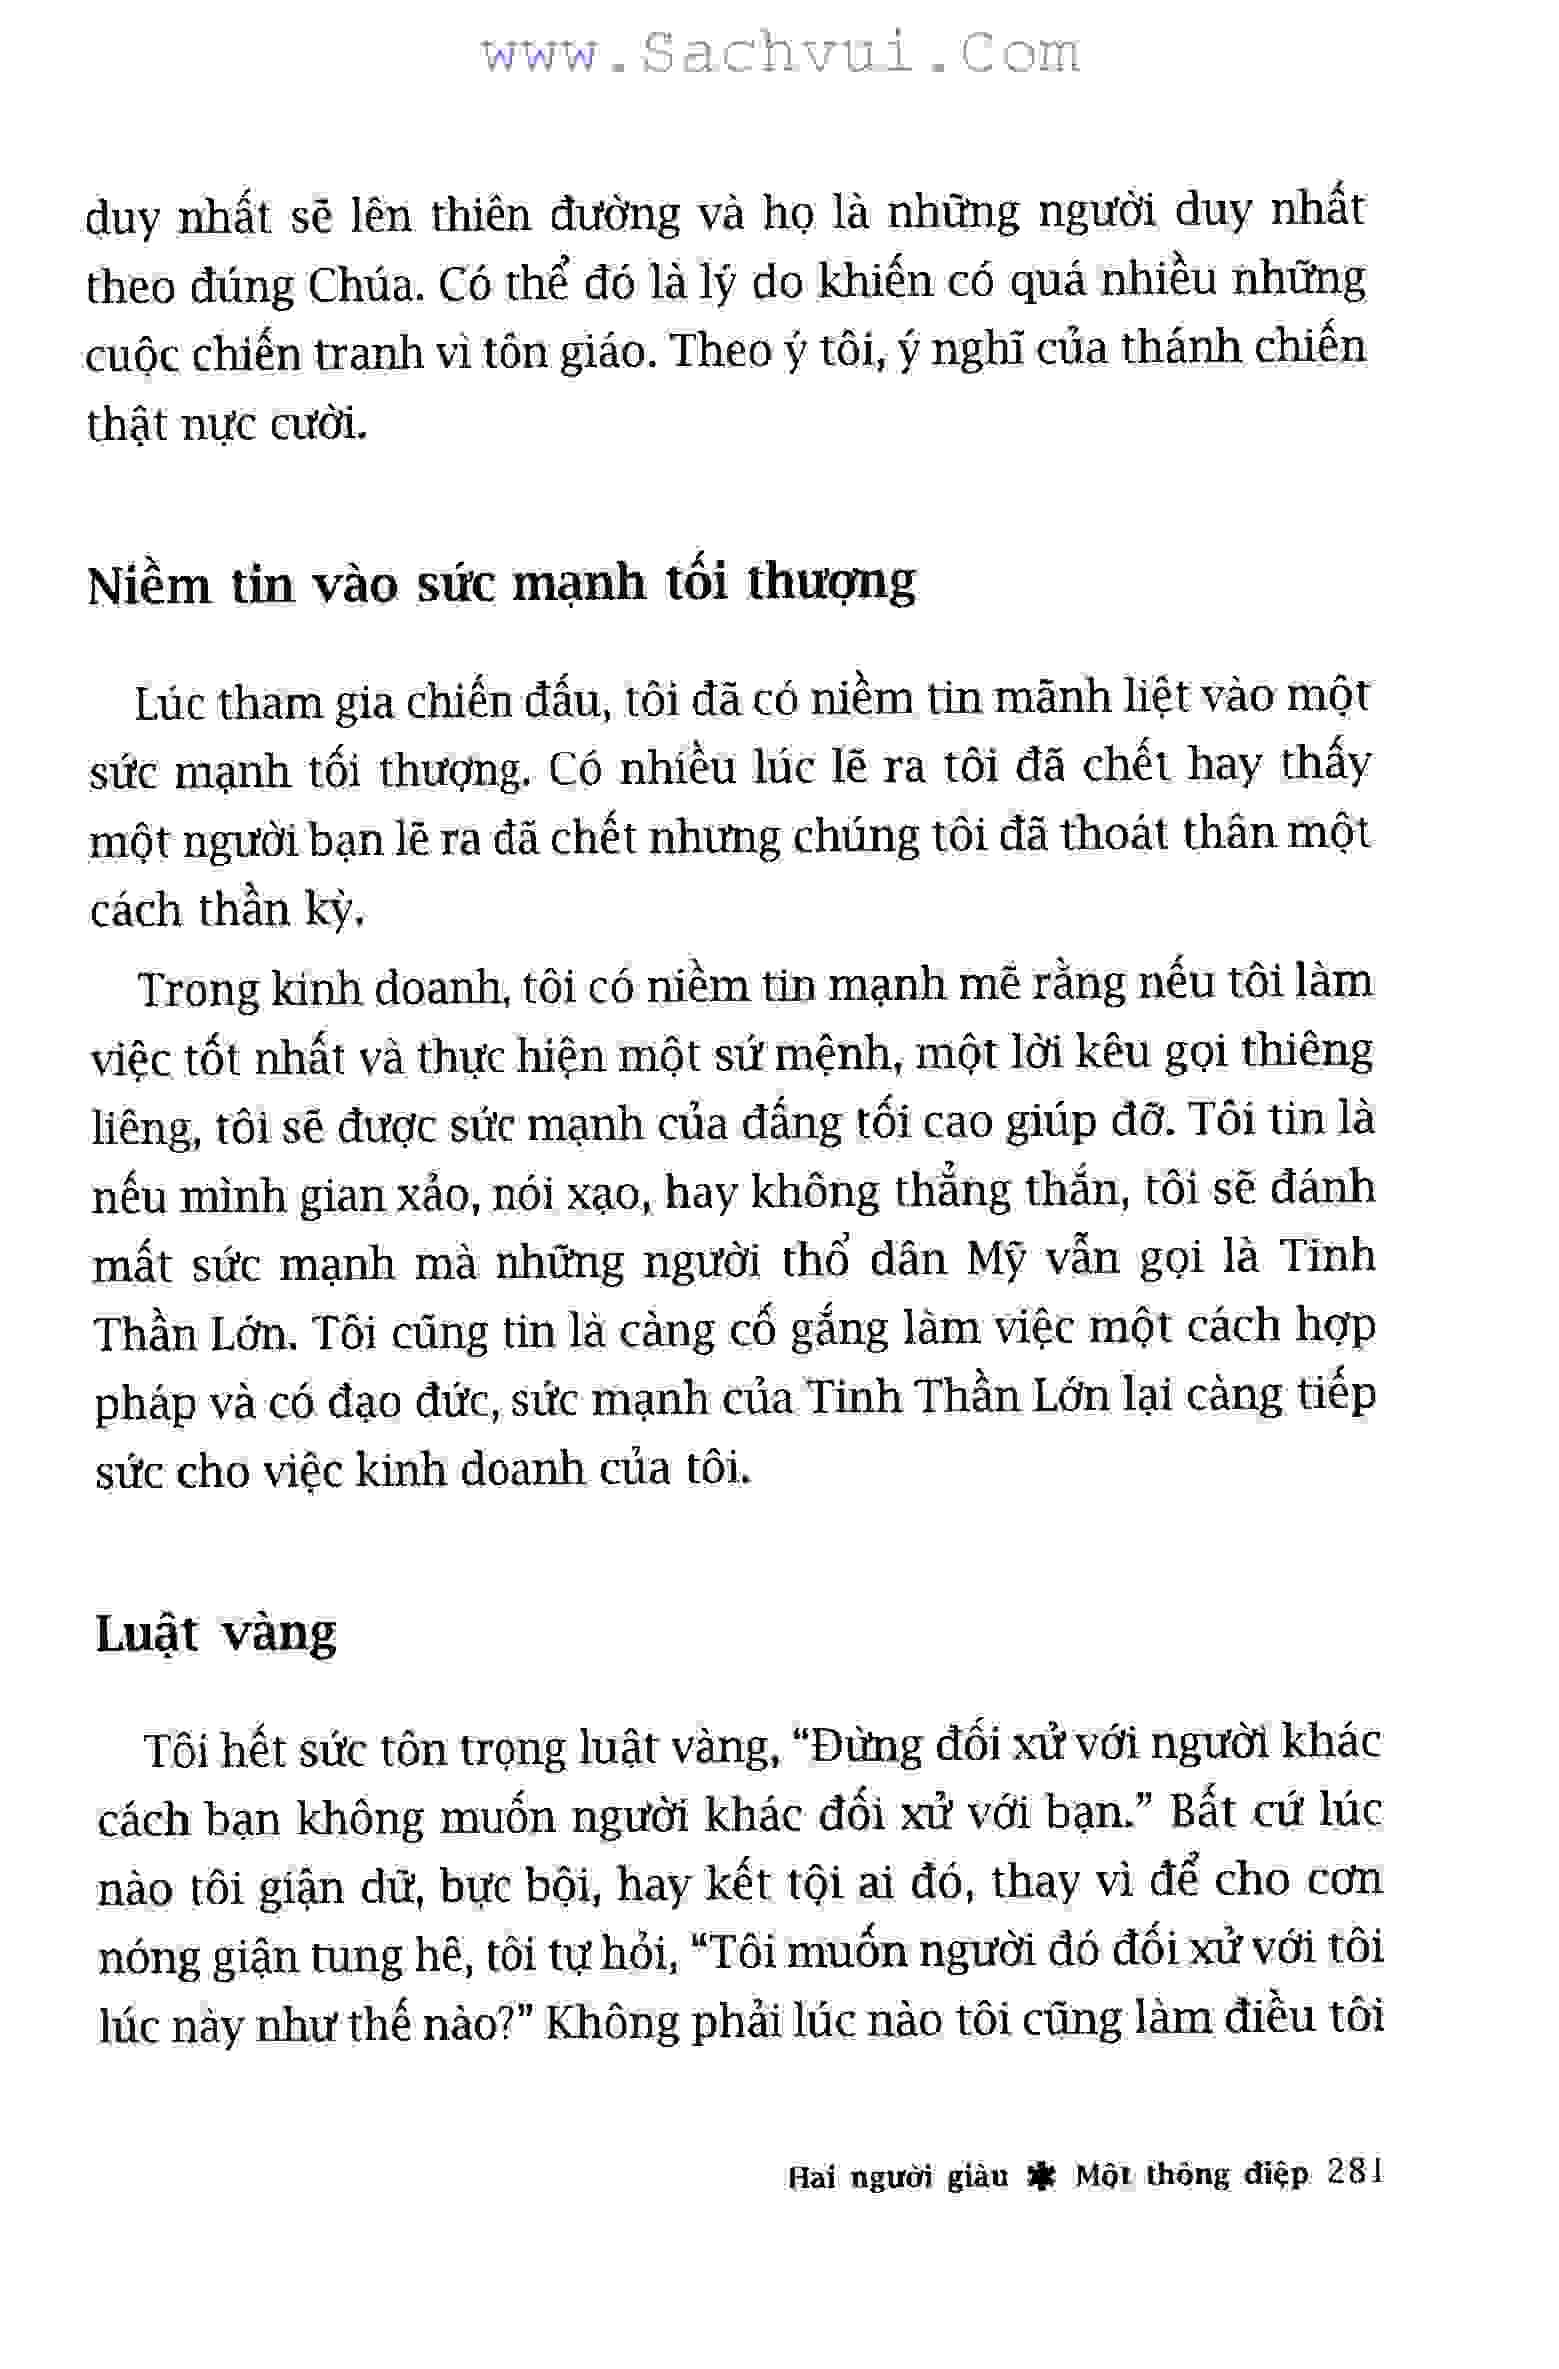 www.Sachvui.Com
duy nhất sẽ lên thiên đường và họ là những người duy nhất
theo đúng Chúa. Có thể đó là lý do khiến có quá nhiều những
cuộc chiến tranh vì tôn giáo. Theo ý tôi, ý nghĩ của thánh chiến
thật nực cười.
Niềm tin vào sức mạnh tối thượng
Lúc tham gia chiến đấu, tôi đã có niềm tin mãnh liệt vào một
sức mạnh tối thượng. Có nhiều lúc lẽ ra tôi đã chết hay thấy
một người bạn lẽ ra đã chết nhưng chúng tôi đã thoát thân một
cách thần kỳ.
Trong kinh doanh, tôi có niềm tin mạnh mẽ rằng nếu tôi làm
việc tốt nhất và thực hiện một sứ mệnh, một lời kêu gọi thiêng
liêng, tôi sẽ được sức mạnh của đấng tối cao giúp đỡ. Tôi tin là
nếu mình gian xảo, nói xạo, hay không thẳng thắn, tôi sẽ đánh
mất sức mạnh mà những người thổ dân Mỹ vẫn gọi là Tinh
Thần Lớn. Tôi cũng tin là càng cố gắng làm việc một cách hợp
pháp và có đạo đức, sức mạnh của Tinh Thần Lớn lại càng tiếp
sức cho việc kinh doanh của tôi.
Luật vàng
Tôi hết sức tôn trọng luật vàng, “Đừng đối xử với người khác
cách bạn không muốn người khác đối xử với bạn.” Bất cứ lúc
nào tôi giận dữ, bực bội, hay kết tội ai đó, thay vì để cho cơn
nóng giận tung hê, tôi tự hỏi, “Tôi muốn người đó đối xử với tôi
lúc này như thế nào?” Không phải lúc nào tôi cũng làm điều tôi
Hai người giàu ✱ Một thông điệp 281